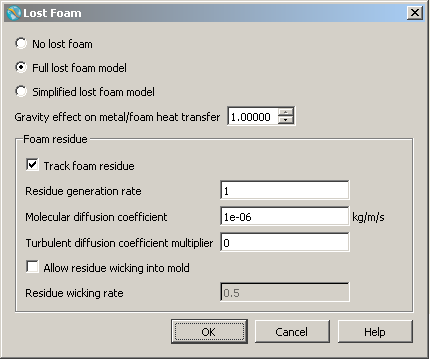 Lost Foam
No lost foam
Full lost foam model
Simplified lost foam model
Gravity effect on metal/foam heat transfer 1.00000
Foam residue
Track foam residue
Residue generation rate 1
Molecular diffusion coefficient 1e-06 kg/m/s
Turbulent diffusion coefficient multiplier 0
Allow residue wicking into mold
Residue wicking rate 0.5
OK Cancel Help